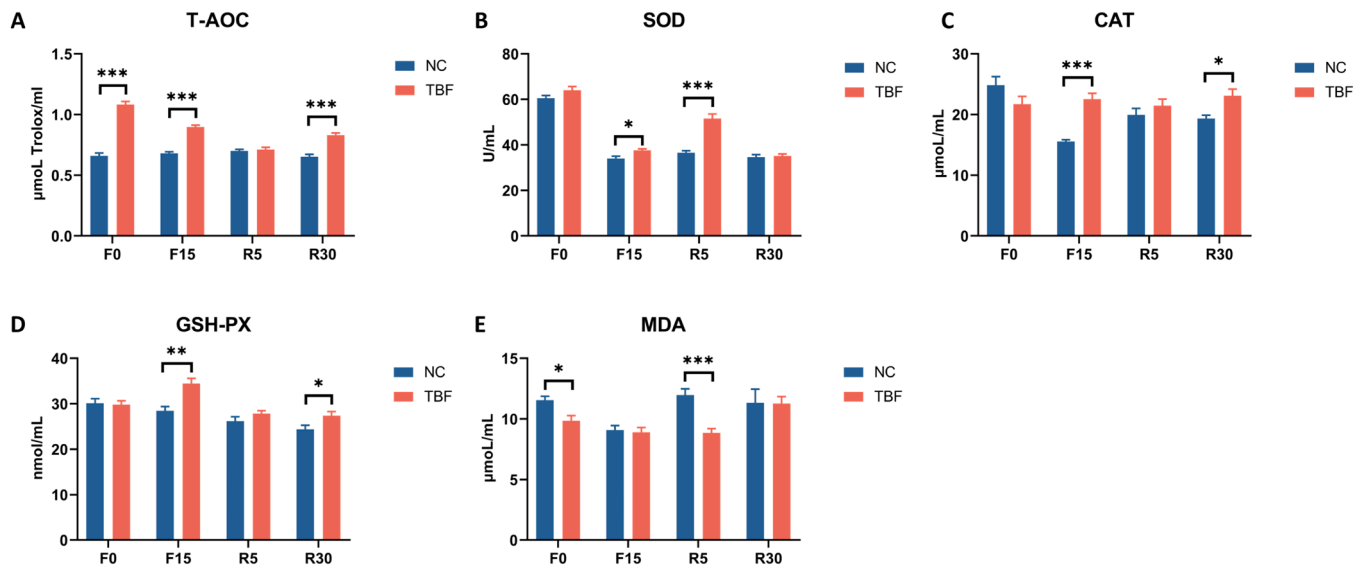 A
T-AOC
μmoL Trolox/ml
1.5
1.0
0.5
0.0
***
***
***
F0 F15 R5 R30
NC
TBF
B
SOD
U/mL
80
60
40
20
0
*
***
F0 F15 R5 R30
NC
TBF
C
CAT
μmoL/mL
30
20
10
0
***
*
F0 F15 R5 R30
NC
TBF
D
GSH-PX
nmol/mL
40
30
20
10
0
**
*
F0 F15 R5 R30
NC
TBF
E
MDA
μmoL/mL
15
10
5
0
*
***
F0 F15 R5 R30
NC
TBF